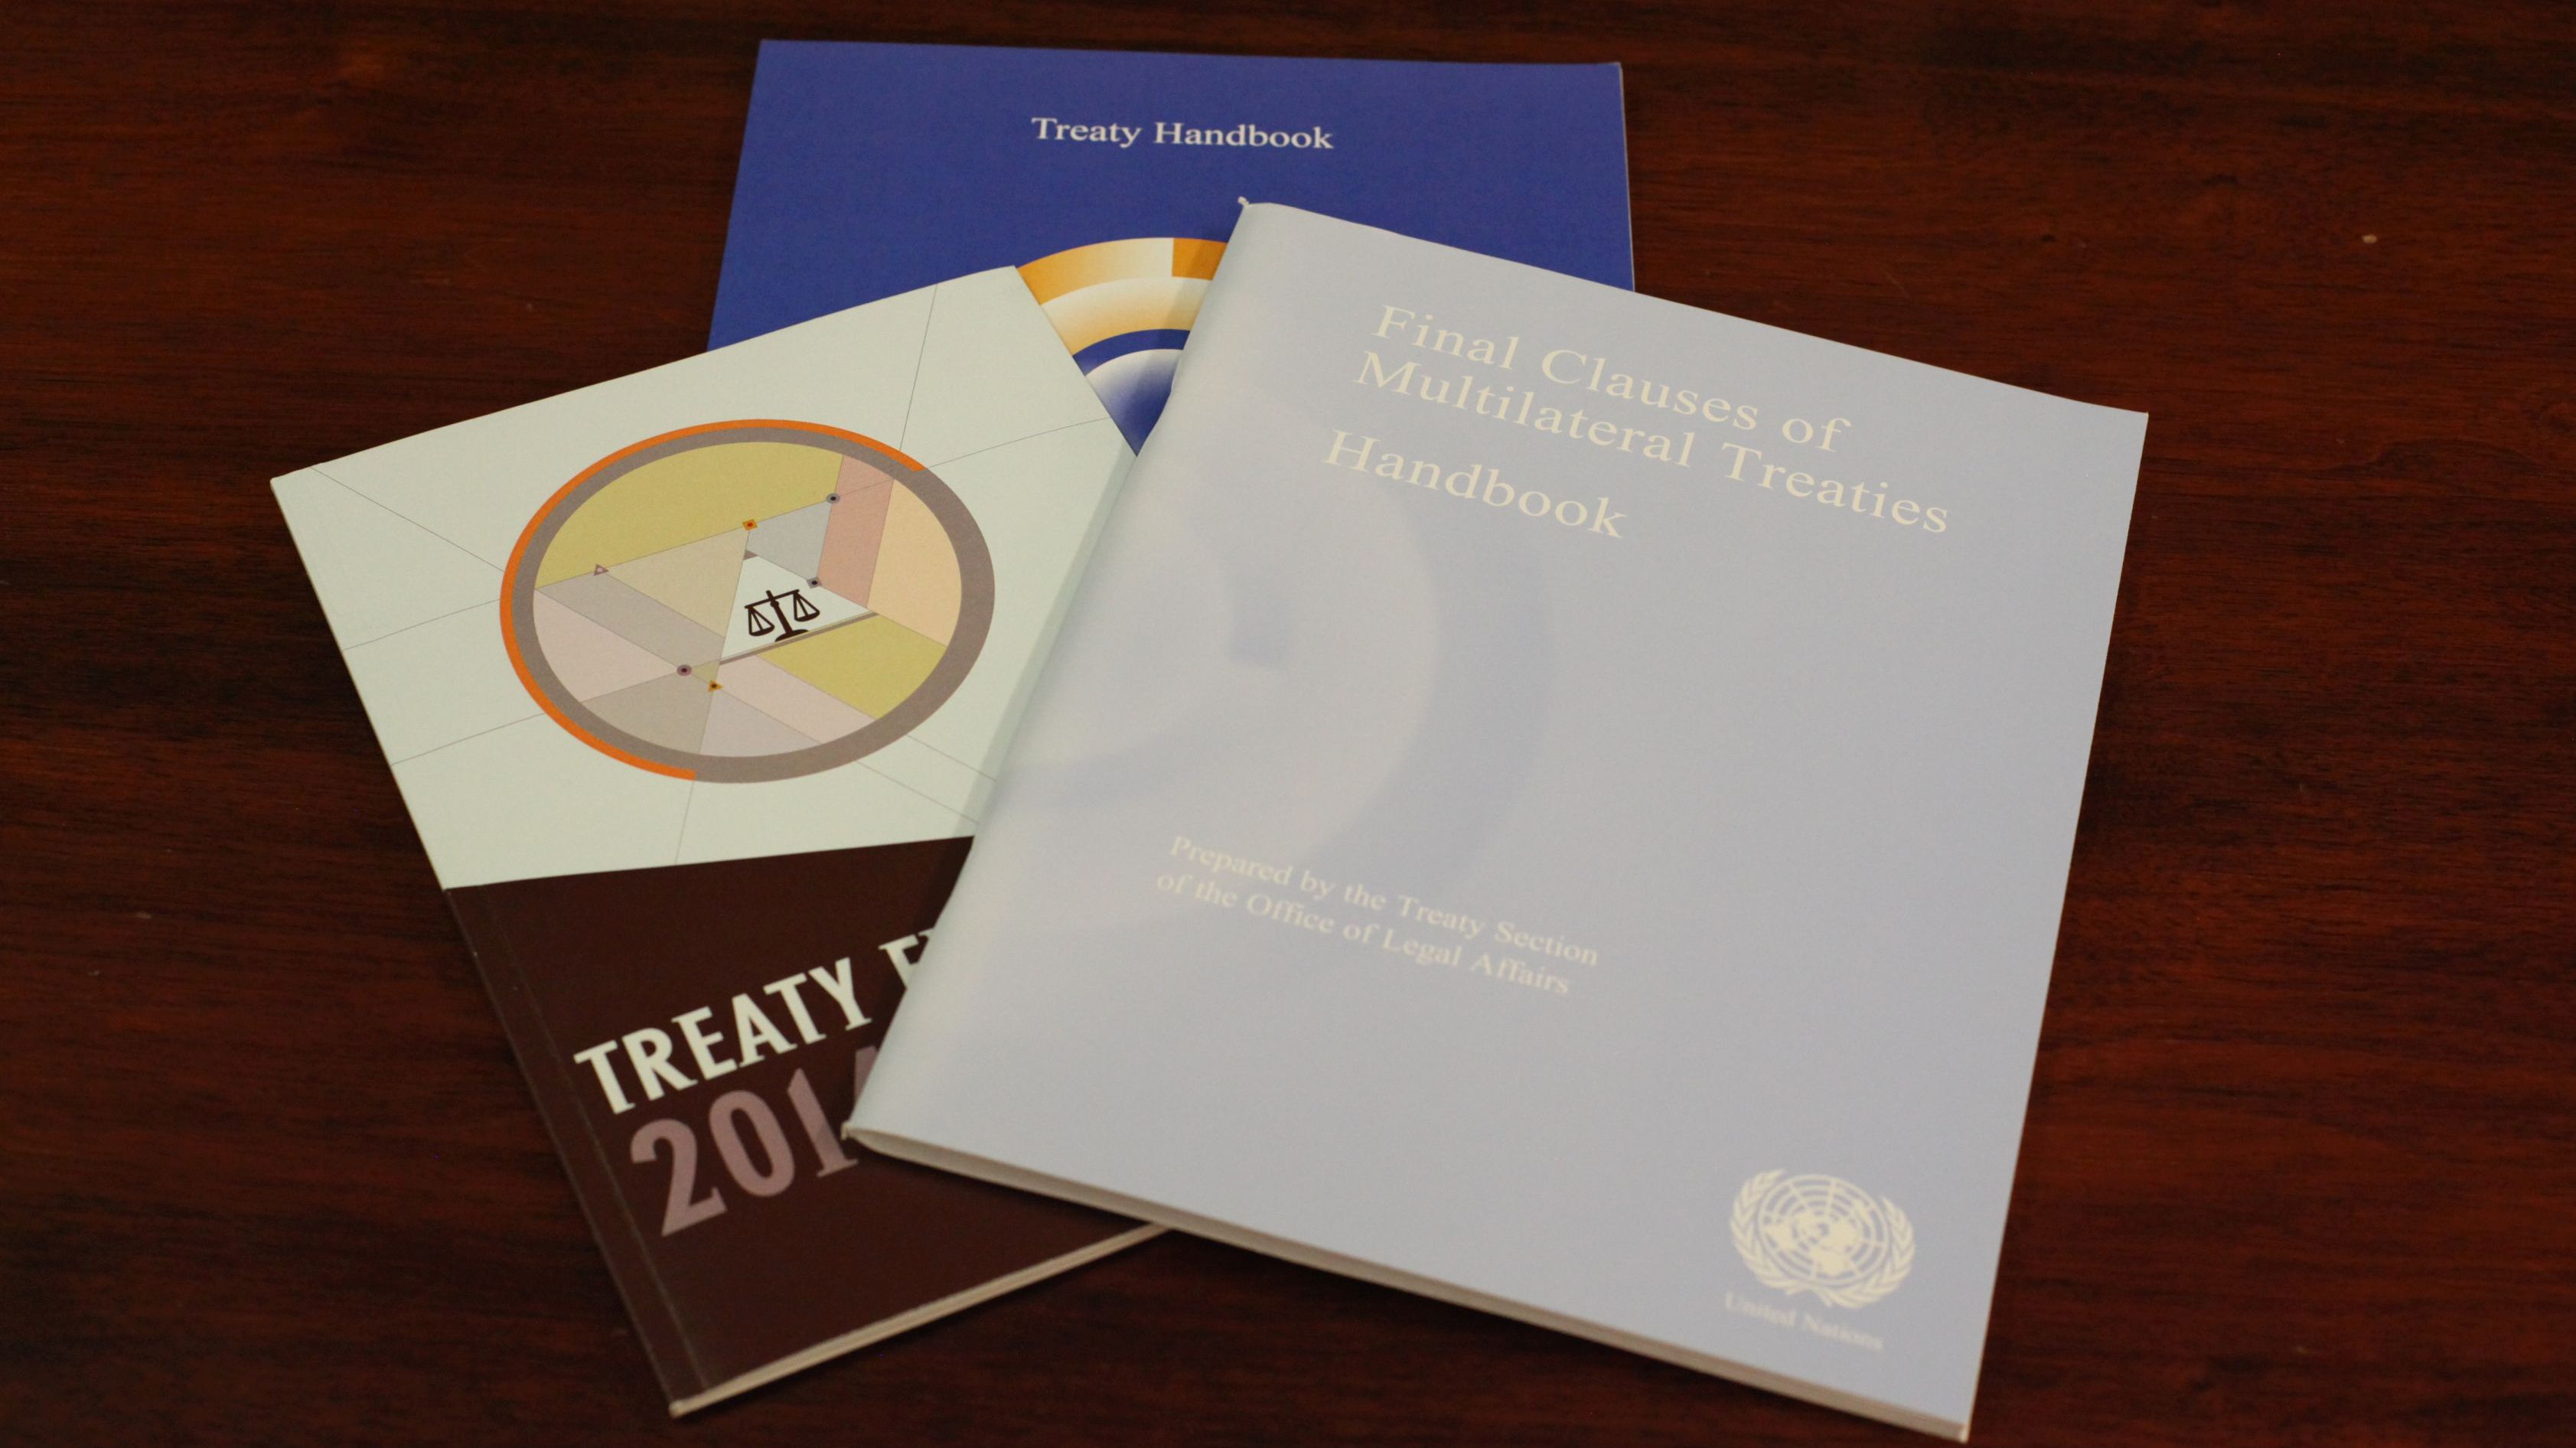 Treaty Handbook
Final Clauses of
Multilateral Treaties
Handbook
Prepared by the Treaty Section
of the Office of Legal Affairs
United Nations
TREATY
201